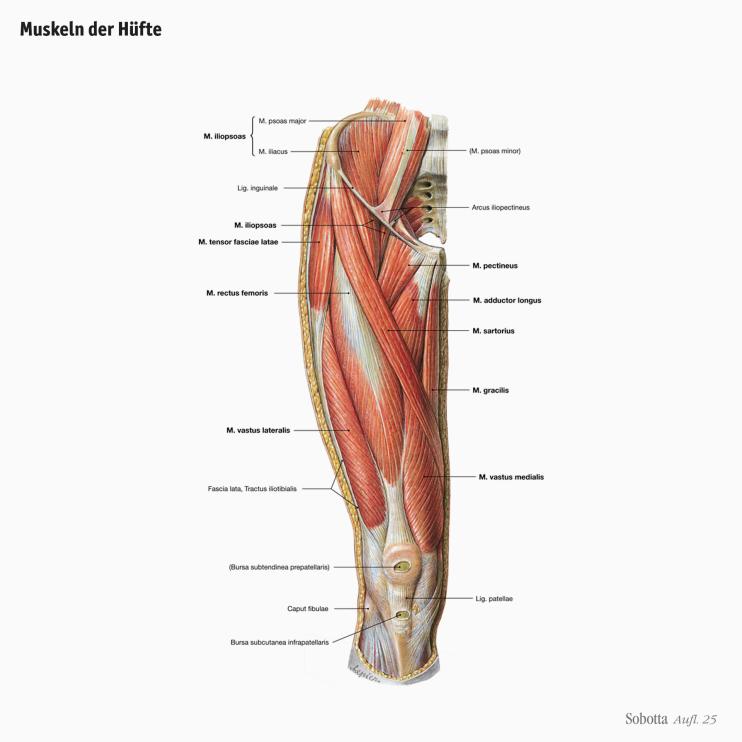 Muskeln der Hüfte
M. psoas major
M. iliopsoas
M. iliacus
(M. psoas minor)
Lig. inguinale
Arcus iliopectineus
M. iliopsoas
M. tensor fasciae latae
M. pectineus
M. rectus femoris
M. adductor longus
M. sartorius
M. gracilis
M. vastus lateralis
M. vastus medialis
Fascia lata, Tractus iliotibialis
(Bursa subtendinea prepatellaris)
Lig. patellae
Caput fibulae
Bursa subcutanea infrapatellaris
Sobotta Aufl. 25